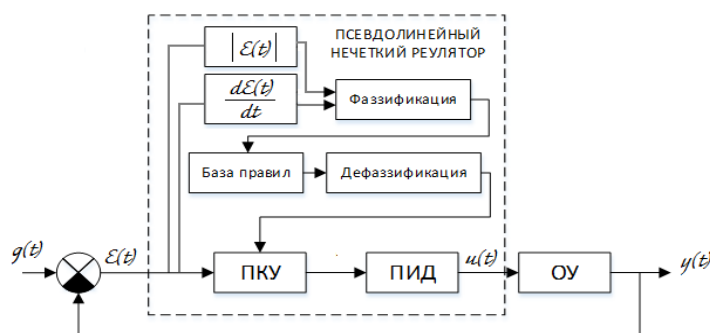 ПСЕВДОЛИНЕЙНЫЙ
НЕЧЕТКИЙ РЕУЛЯТОР
|ε(t)|
dε(t)
dt
Фаззификация
База правил
Дефаззификация
g(t)
ε(t)
ПКУ
ПИД
u(t)
ОУ
y(t)